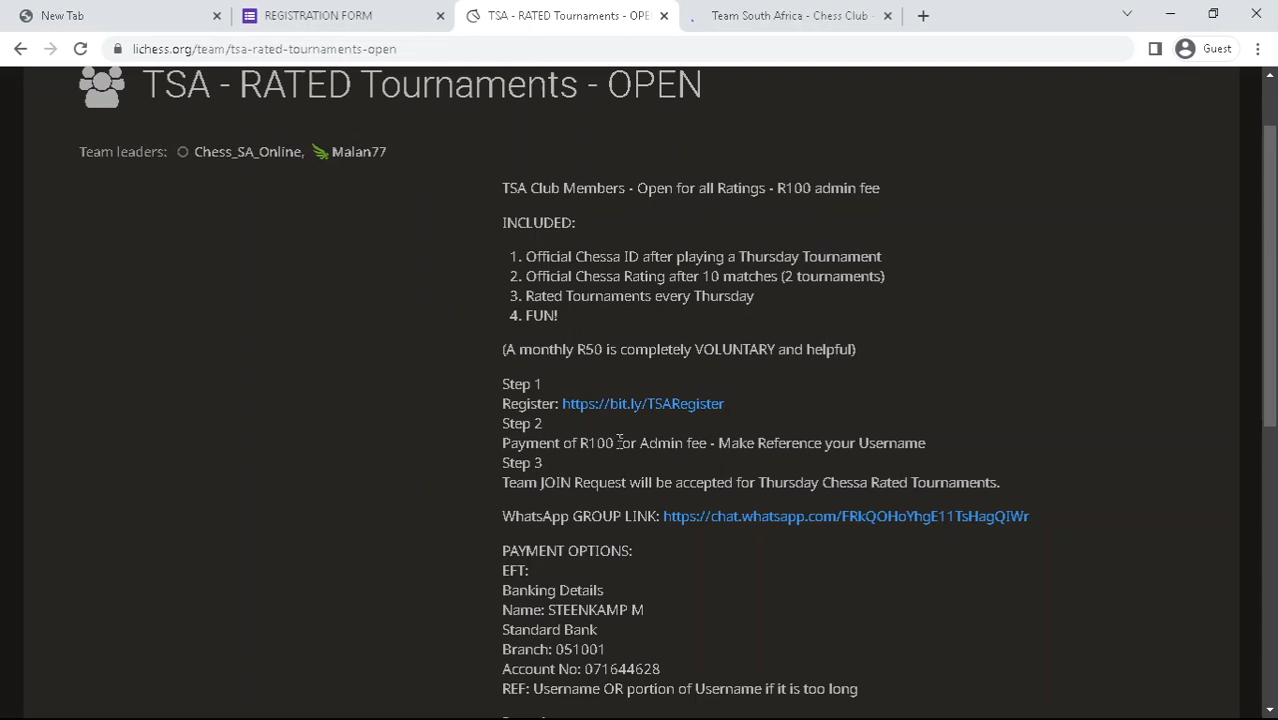 New Tab
REGISTRATION FORM
TSA - RATED Tournaments - OPE
Team South Africa - Chess Club -
lichess.org/team/tsa-rated-tournaments-open
Guest
TSA - RATED Tournaments - OPEN
Team leaders: Chess_SA_Online, Malan77
TSA Club Members - Open for all Ratings - R100 admin fee
INCLUDED:
1. Official Chessa ID after playing a Thursday Tournament
2. Official Chessa Rating after 10 matches (2 tournaments)
3. Rated Tournaments every Thursday
4. FUN!
(A monthly R50 is completely VOLUNTARY and helpful)
Step 1
Register: https://bit.ly/TSARegister
Step 2
Payment of R100 for Admin fee - Make Reference your Username
Step 3
Team JOIN Request will be accepted for Thursday Chessa Rated Tournaments.
WhatsApp GROUP LINK: https://chat.whatsapp.com/FRkQOHoYhgE11TsHagQIWr
PAYMENT OPTIONS:
EFT:
Banking Details
Name: STEENKAMP M
Standard Bank
Branch: 051001
Account No: 071644628
REF: Username OR portion of Username if it is too long